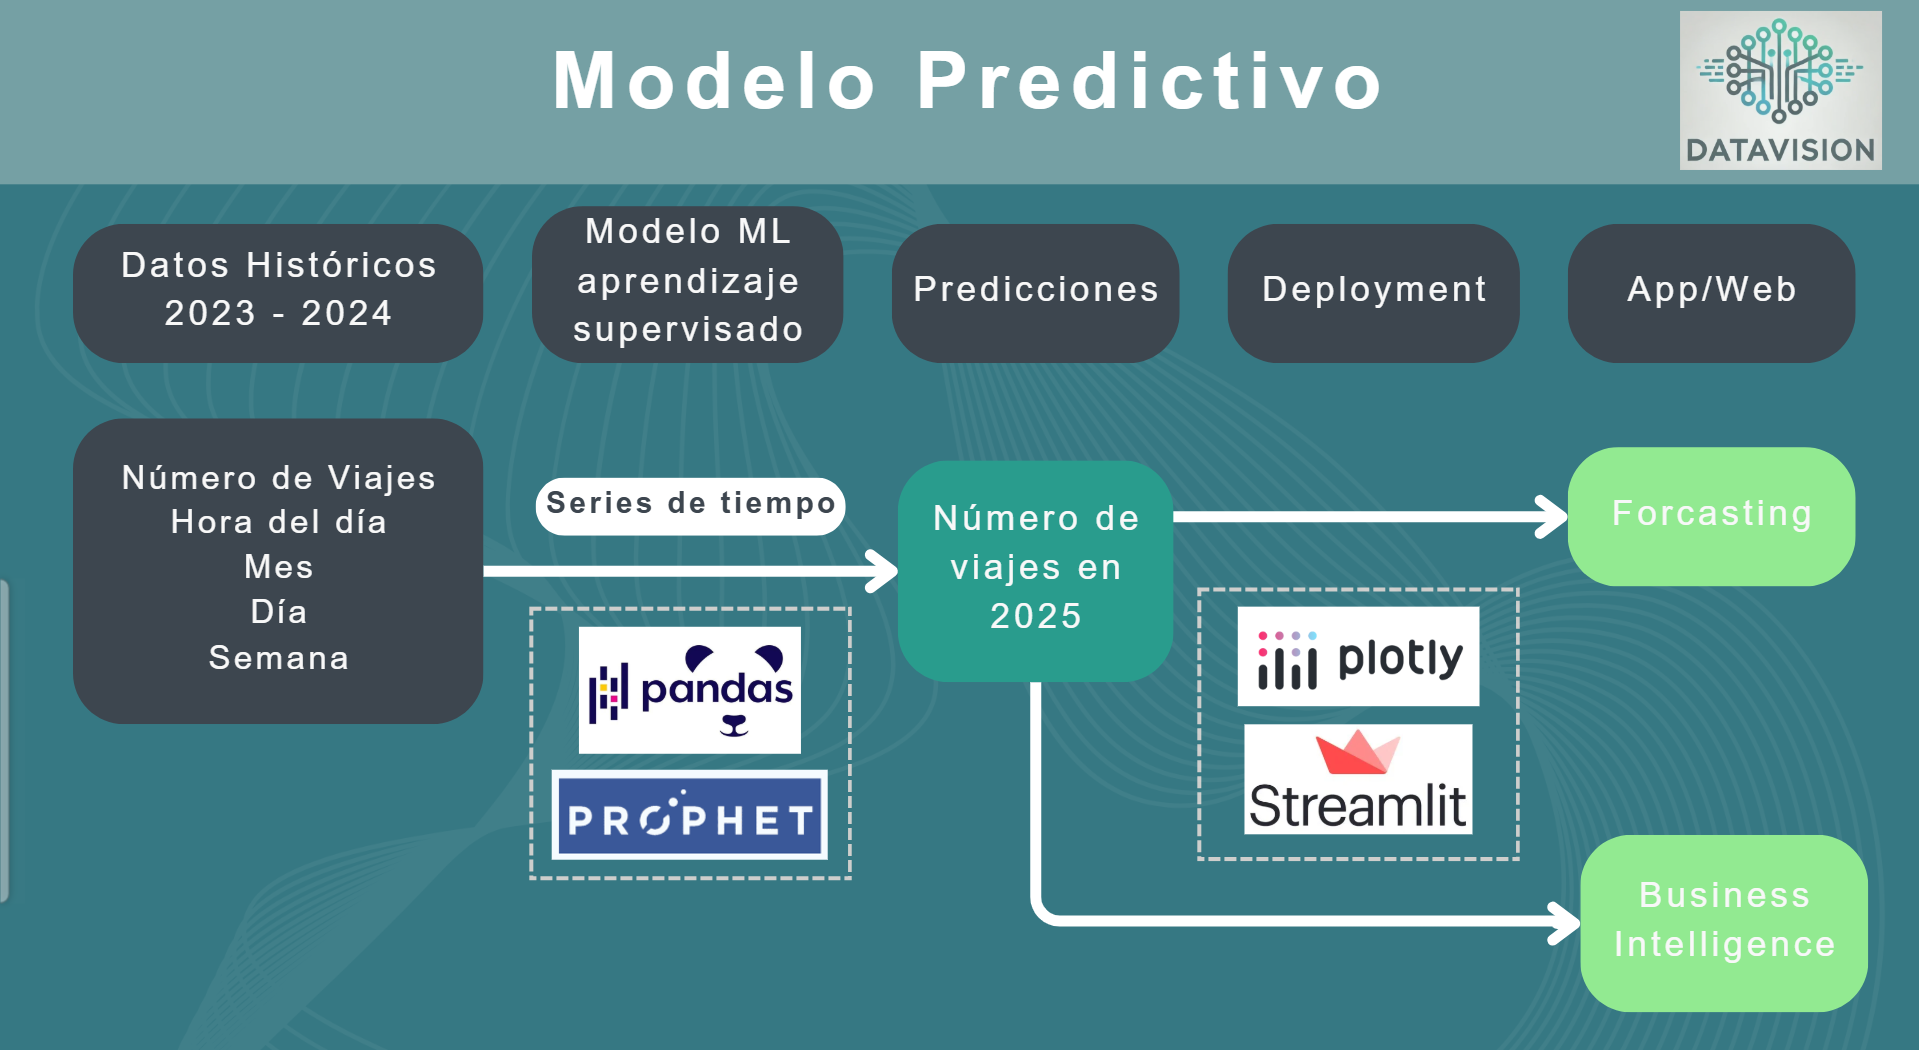 Modelo Predictivo
DATAVISION
Datos Históricos
2023 - 2024
Modelo ML
aprendizaje
supervisado
Predicciones
Deployment
App/Web
Número de Viajes
Hora del día
Mes
Día
Semana
Series de tiempo
pandas
PROPHET
Número de
viajes en
2025
plotly
Streamlit
Forcasting
Business
Intelligence